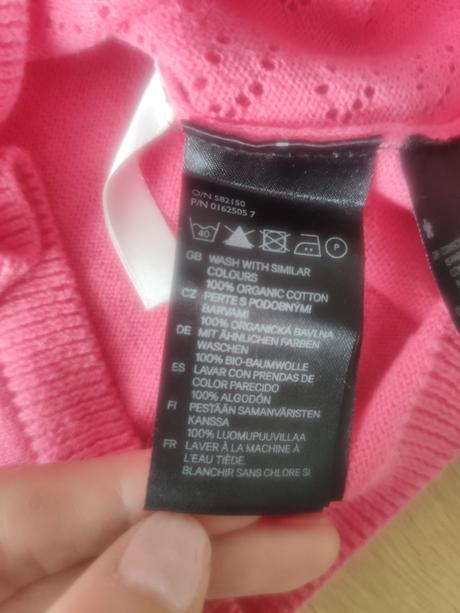 O/N 582150
P/N 0162505 7
40 P
GB WASH WITH SIMILAR
COLOURS
100% ORGANIC COTTON
CZ PERTE S PODOBNÝMI
BARVAMI
100% ORGANICKÁ BAVLNA
DE MIT ÄHNLICHEN FARBEN
WASCHEN
100% BIO-BAUMWOLLE
ES LAVAR CON PRENDAS DE
COLOR PARECIDO
100% ALGODÓN
FI PESTÄÄN SAMANVÄRISTEN
KANSSA
100% LUOMUPUUVILLAA
FR LAVER À LA MACHINE À
L'EAU TIÈDE.
BLANCHIR SANS CHLORE SI